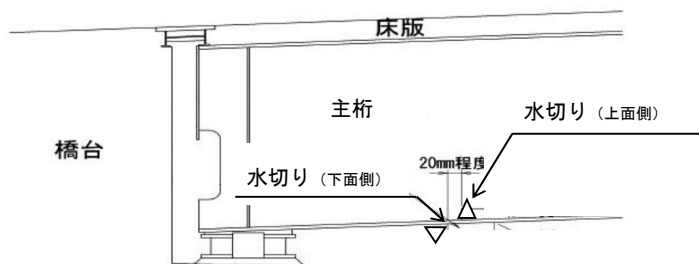 床版
主桁
水切り（上面側）
橋台
20mm程度
水切り（下面側）